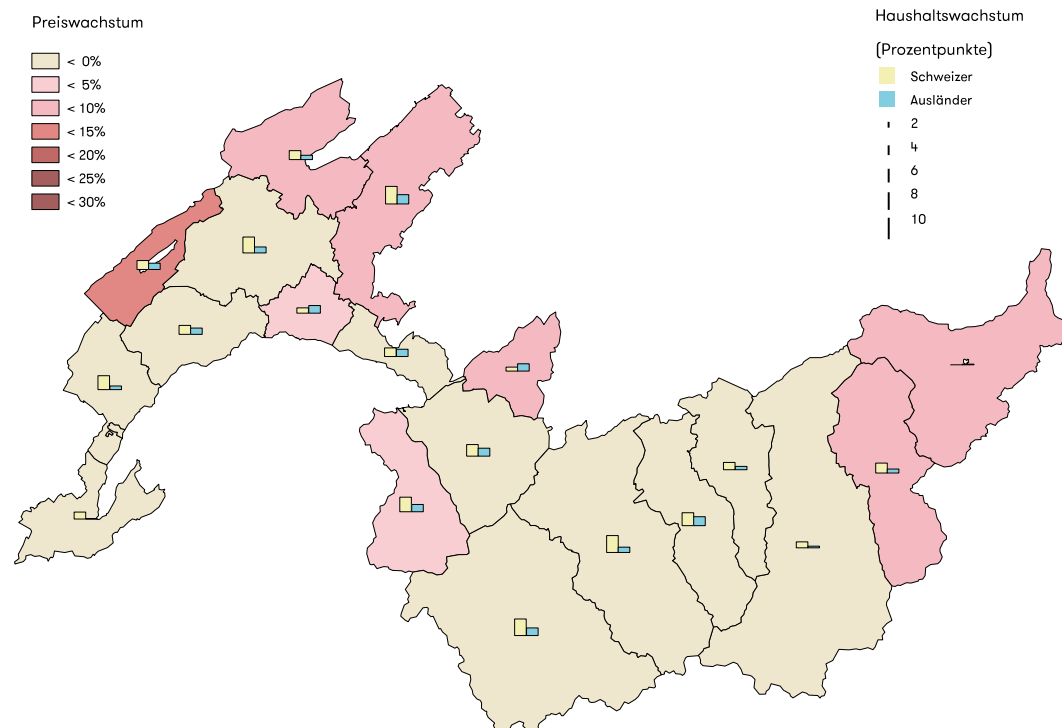 Preiswachstum
< 0%
< 5%
< 10%
< 15%
< 20%
< 25%
< 30%
Haushaltswachstum
(Prozentpunkte)
Schweizer
Ausländer
2
4
6
8
10